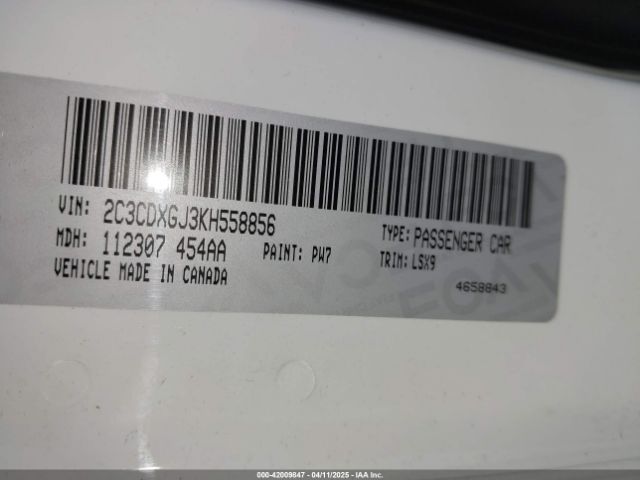 VIN: 2C3CDXGJ3KH558856
TYPE: PASSENGER CAR
MDH: 112307 454AA
PAINT: PW7
TRIM: LSX9
VEHICLE MADE IN CANADA
4658843
000-42009847 - 04/11/2025 - IAA Inc.